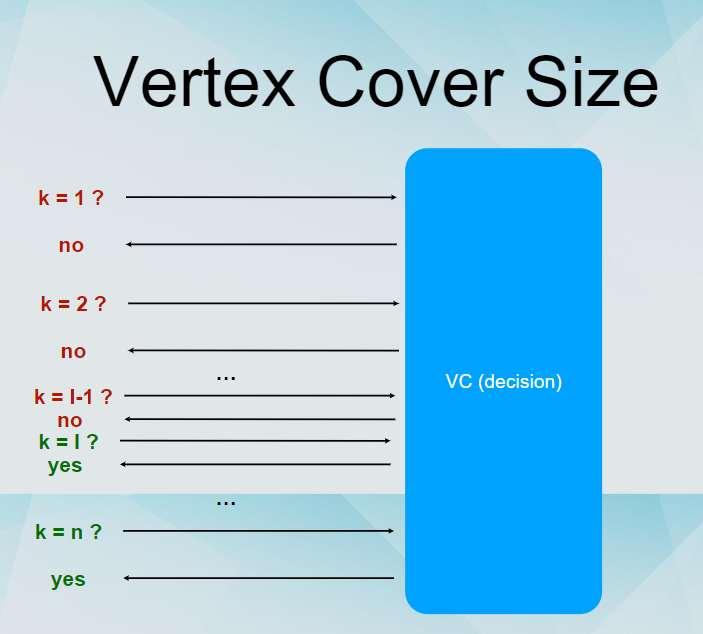 Vertex Cover Size
k = 1 ?
no
k = 2 ?
no
...
k = l-1 ?
no
k = l ?
yes
...
k = n ?
yes
VC (decision)